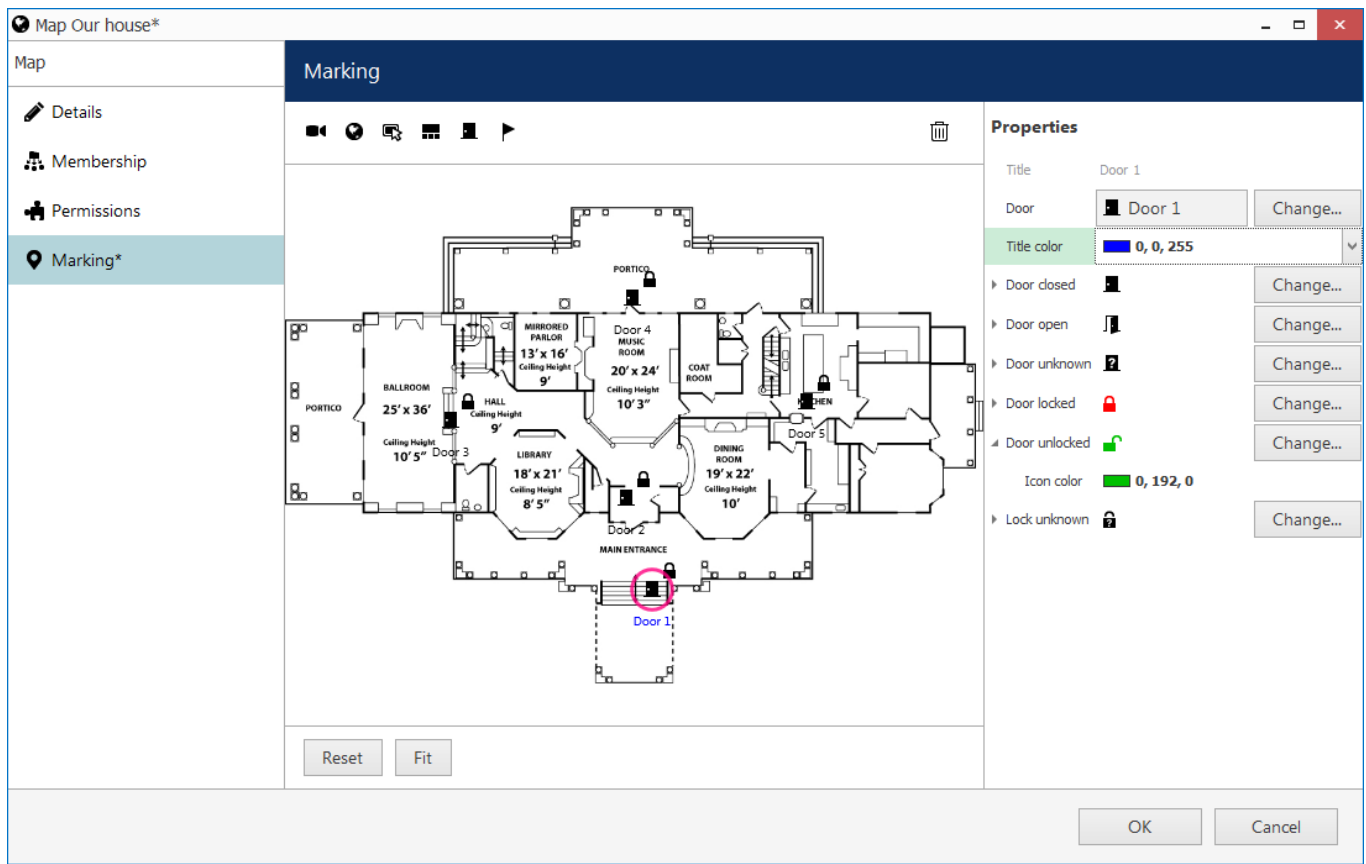 Map Our house*
Map
Marking
Details
Membership
Permissions
Marking*
PORTICO
Door 4
MUSIC
ROOM
20' x 24'
Ceiling Height
10' 3"
MIRRORED
PARLOR
13' x 16'
Ceiling Height
9'
COAT
ROOM
BALLROOM
25' x 36'
Ceiling Height
10' 5"
PORTICO
HALL
Ceiling Height
9'
Door 3
LIBRARY
18' x 21'
Ceiling Height
8' 5"
KITCHEN
Door 5
DINING
ROOM
19' x 22'
Ceiling Height
10'
Door 2
MAIN ENTRANCE
Door 1
Reset
Fit
Properties
Title Door 1
Door Door 1 Change...
Title color 0, 0, 255
Door closed Change...
Door open Change...
Door unknown Change...
Door locked Change...
Door unlocked Change...
Icon color 0, 192, 0
Lock unknown Change...
OK
Cancel